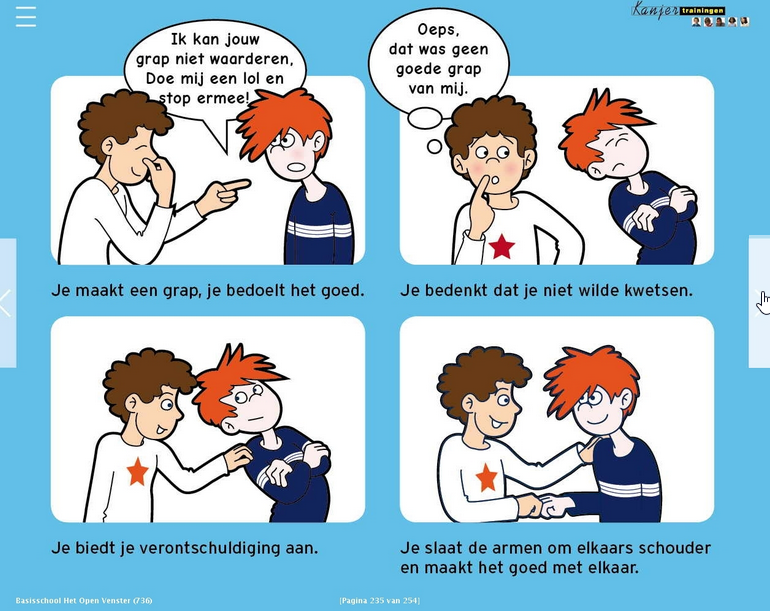 Kanjer trainingen
Ik kan jouw
grap niet waarderen,
Doe mij een lol en
stop ermee!
Oeps,
dat was geen
goede grap
van mij.
Je maakt een grap, je bedoelt het goed.
Je bedenkt dat je niet wilde kwetsen.
Je biedt je verontschuldiging aan.
Je slaat de armen om elkaars schouder
en maakt het goed met elkaar.
Basisschool Het Open Venster (736)
[Pagina 235 van 254]